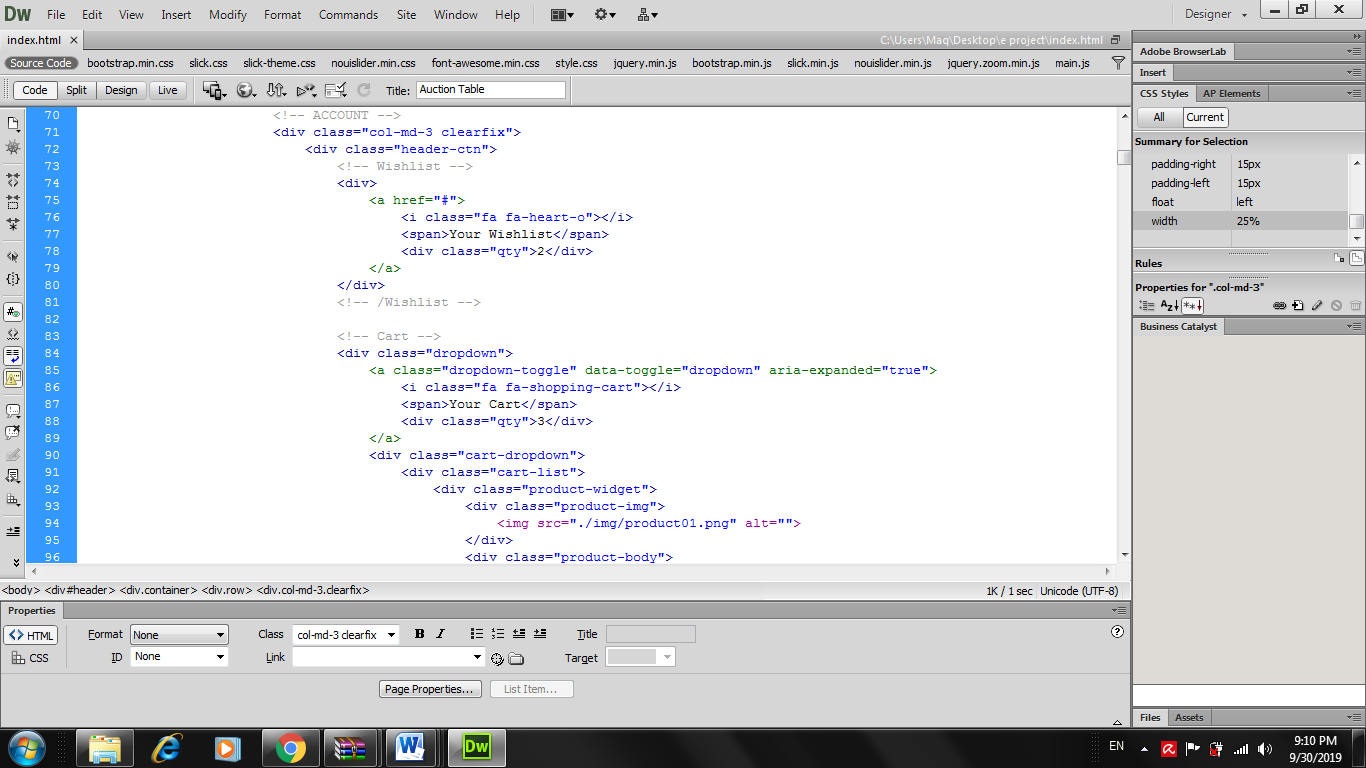 Dw File Edit View Insert Modify Format Commands Site Window Help Designer
index.html C:\Users\Maq\Desktop\e project\index.html
Source Code bootstrap.min.css slick.css slick-theme.css nouislider.min.css font-awesome.min.css style.css jquery.min.js bootstrap.min.js slick.min.js nouislider.min.js jquery.zoom.min.js main.js
Code Split Design Live Title: Auction Table
70 <!-- ACCOUNT -->
71 <div class="col-md-3 clearfix">
72 <div class="header-ctn">
73 <!-- Wishlist -->
74 <div>
75 <a href="#">
76 <i class="fa fa-heart-o"></i>
77 <span>Your Wishlist</span>
78 <div class="qty">2</div>
79 </a>
80 </div>
81 <!-- /Wishlist -->
82
83 <!-- Cart -->
84 <div class="dropdown">
85 <a class="dropdown-toggle" data-toggle="dropdown" aria-expanded="true">
86 <i class="fa fa-shopping-cart"></i>
87 <span>Your Cart</span>
88 <div class="qty">3</div>
89 </a>
90 <div class="cart-dropdown">
91 <div class="cart-list">
92 <div class="product-widget">
93 <div class="product-img">
94 <img src="./img/product01.png" alt="">
95 </div>
96 <div class="product-body">
<body> <div#header> <div.container> <div.row> <div.col-md-3.clearfix> 1K / 1 sec Unicode (UTF-8)
Properties
HTML Format None Class col-md-3 clearfix B I Title
CSS ID None Link Target
Page Properties... List Item...
Adobe BrowserLab
Insert
CSS Styles AP Elements
All Current
Summary for Selection
padding-right 15px
padding-left 15px
float left
width 25%
Rules
Properties for ".col-md-3"
Business Catalyst
Files Assets
Dw EN 9:10 PM
9/30/2019